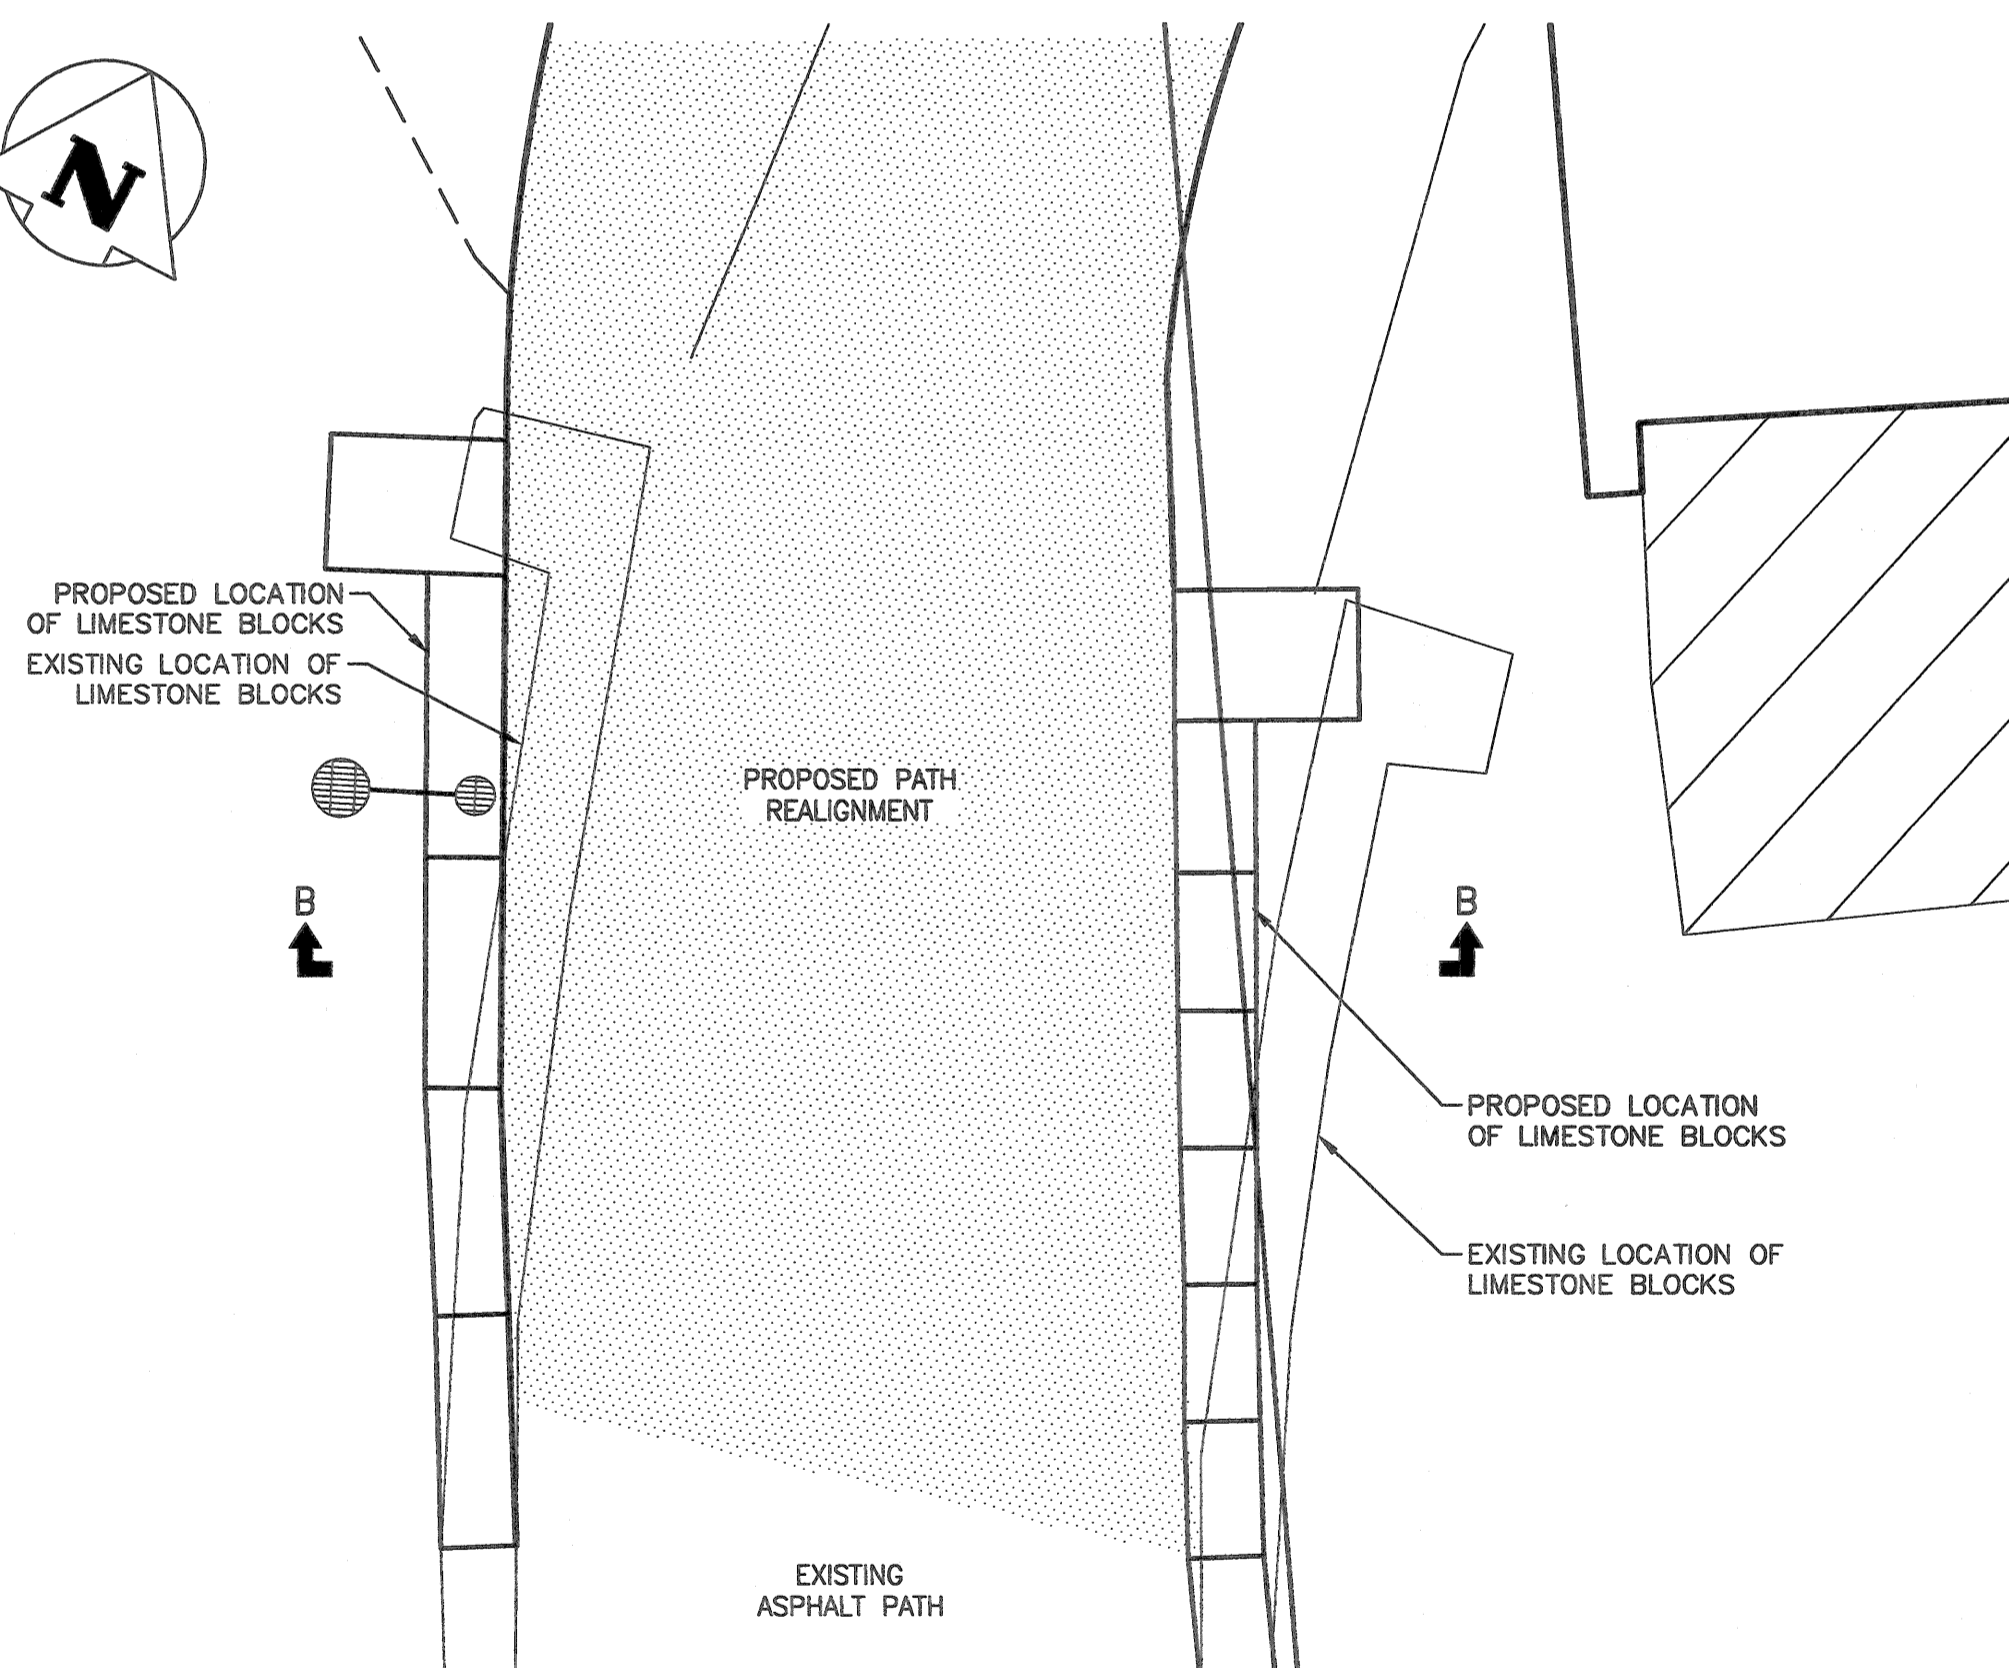 N
PROPOSED LOCATION
OF LIMESTONE BLOCKS
EXISTING LOCATION OF
LIMESTONE BLOCKS
PROPOSED PATH
REALIGNMENT
B
B
PROPOSED LOCATION
OF LIMESTONE BLOCKS
EXISTING LOCATION OF
LIMESTONE BLOCKS
EXISTING
ASPHALT PATH